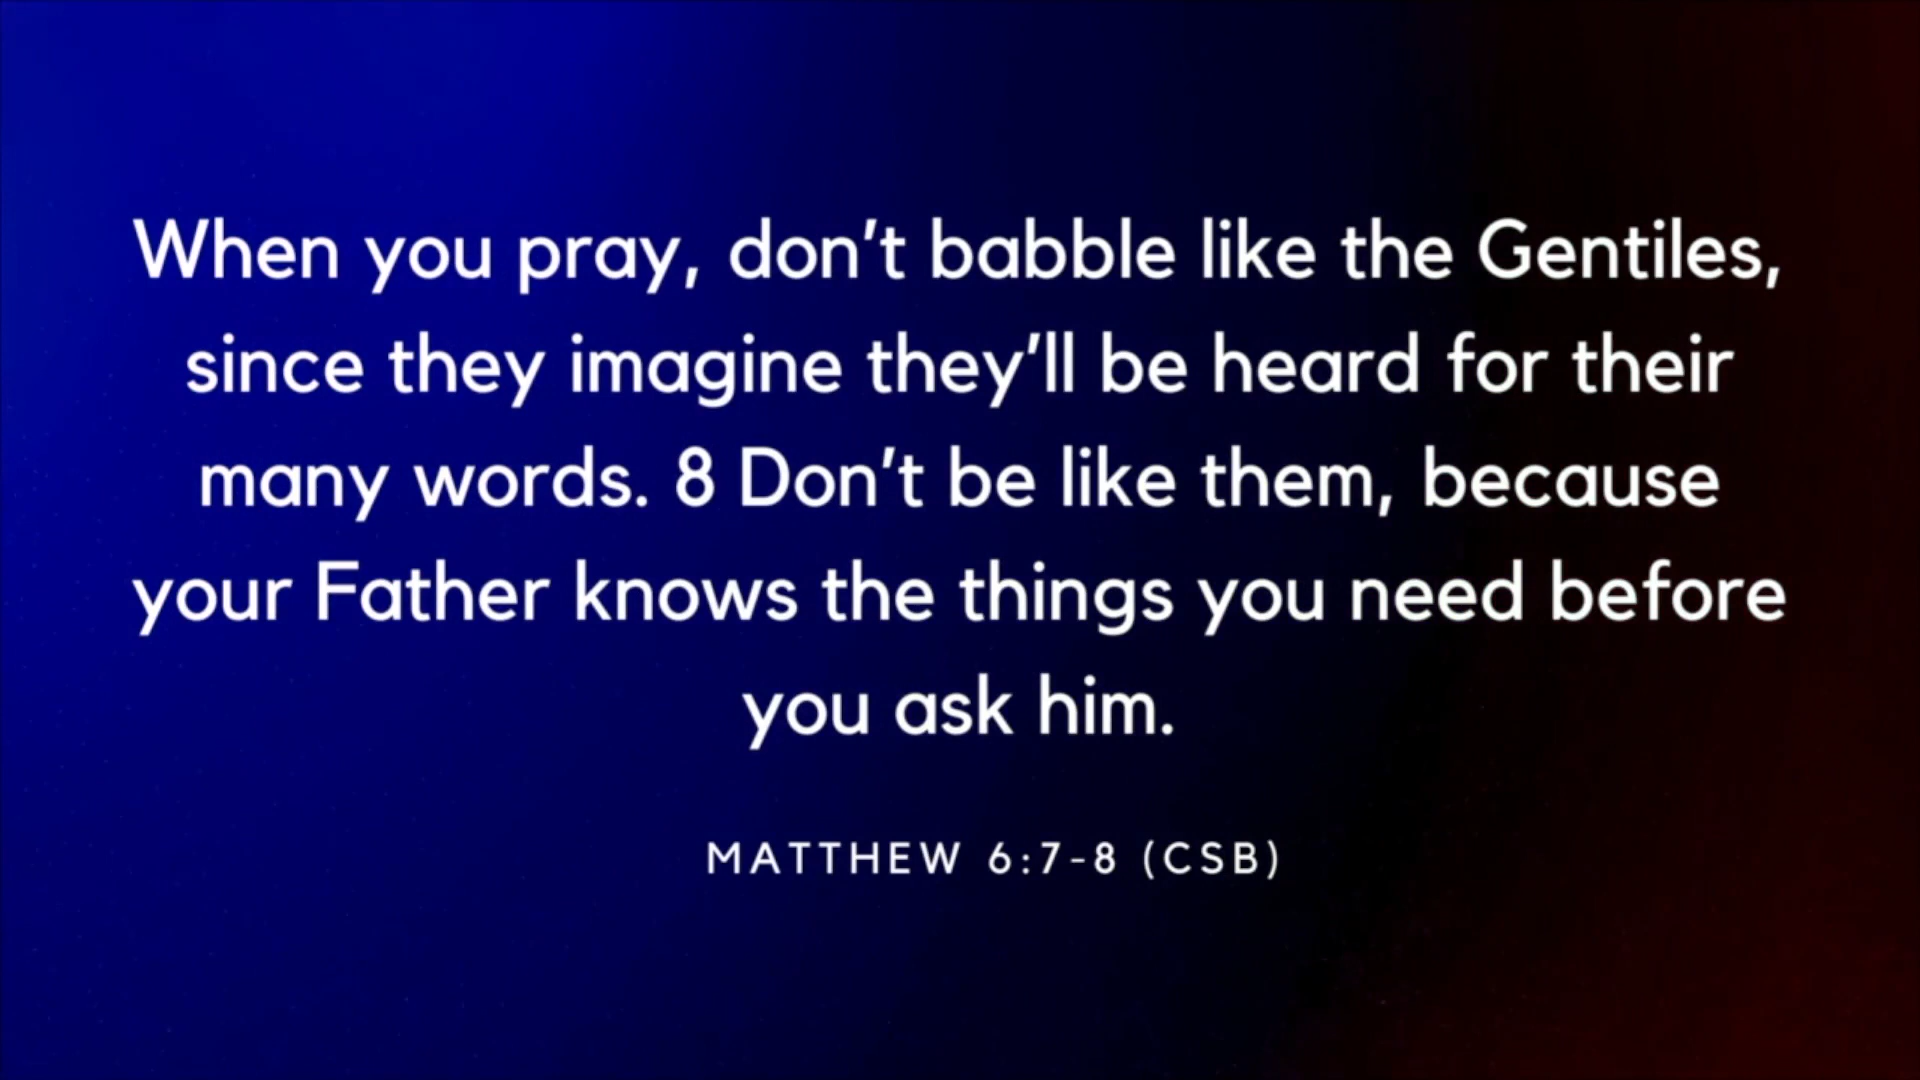 When you pray, don’t babble like the Gentiles,
since they imagine they’ll be heard for their
many words. 8 Don’t be like them, because
your Father knows the things you need before
you ask him.
MATTHEW 6:7-8 (CSB)